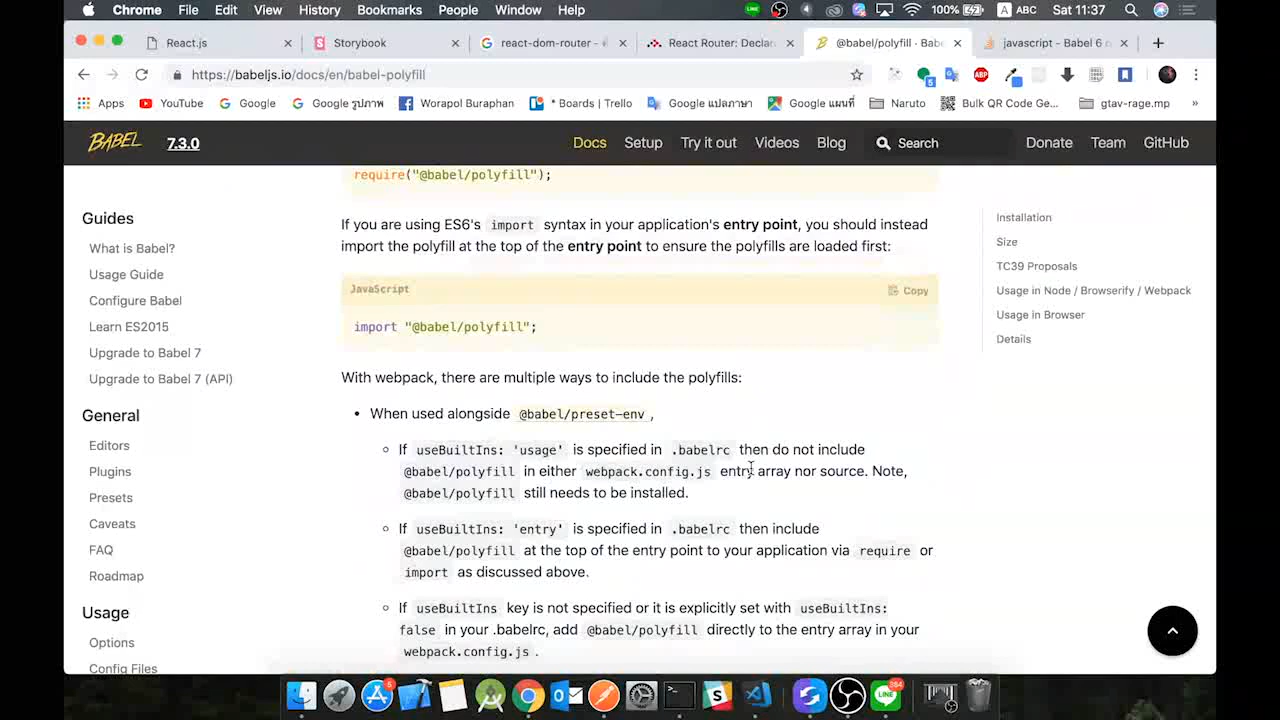 Chrome File Edit View History Bookmarks People Window Help 100% A ABC Sat 11:37
React.js
Storybook
react-dom-router -
React Router: Declar
@babel/polyfill · Babe
javascript - Babel 6 r
https://babeljs.io/docs/en/babel-polyfill
5
ABP
Apps YouTube Google Google รูปภาพ Worapol Buraphan * Boards | Trello Google แปลภาษา Google แผนที่ Naruto Bulk QR Code Ge... gtav-rage.mp »
BABEL 7.3.0 Docs Setup Try it out Videos Blog Search Donate Team GitHub
Guides
What is Babel?
Usage Guide
Configure Babel
Learn ES2015
Upgrade to Babel 7
Upgrade to Babel 7 (API)
General
Editors
Plugins
Presets
Caveats
FAQ
Roadmap
Usage
Options
Config Files
require("@babel/polyfill");
If you are using ES6's import syntax in your application's entry point, you should instead
import the polyfill at the top of the entry point to ensure the polyfills are loaded first:
JavaScript Copy
import "@babel/polyfill";
With webpack, there are multiple ways to include the polyfills:
• When used alongside @babel/preset-env ,
If useBuiltIns: 'usage' is specified in .babelrc then do not include
@babel/polyfill in either webpack.config.js entry array nor source. Note,
@babel/polyfill still needs to be installed.
If useBuiltIns: 'entry' is specified in .babelrc then include
@babel/polyfill at the top of the entry point to your application via require or
import as discussed above.
If useBuiltIns key is not specified or it is explicitly set with useBuiltIns:
false in your .babelrc, add @babel/polyfill directly to the entry array in your
webpack.config.js .
Installation
Size
TC39 Proposals
Usage in Node / Browserify / Webpack
Usage in Browser
Details
LINE